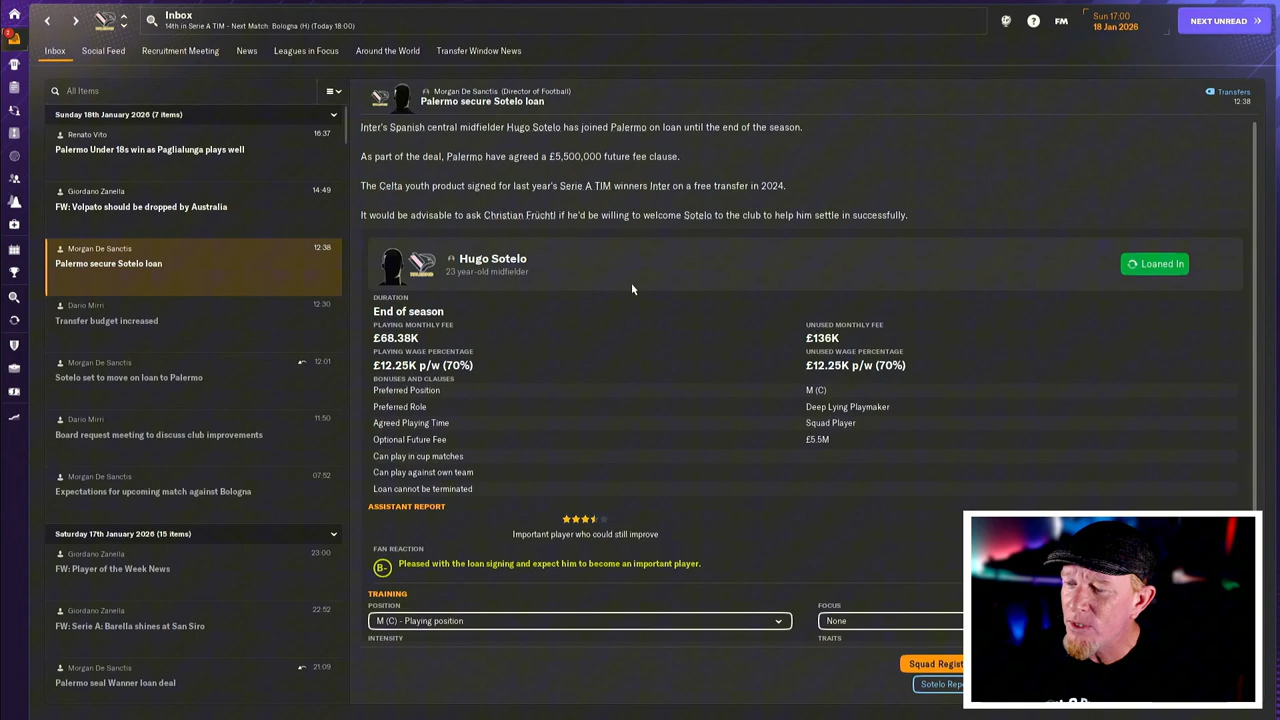 Inbox
14th in Serie A TIM - Next Match: Bologna (H) (Today 18:00)
FM
Sun 17:00
18 Jan 2026
NEXT UNREAD
2
Inbox
Social Feed
Recruitment Meeting
News
Leagues in Focus
Around the World
Transfer Window News
All Items
Sunday 18th January 2026 (7 items)
Renato Vito
16:37
Palermo Under 18s win as Paglialunga plays well
Giordano Zanella
14:49
FW: Volpato should be dropped by Australia
Morgan De Sanctis
12:38
Palermo secure Sotelo loan
Dario Mirri
12:30
Transfer budget increased
Morgan De Sanctis
12:01
Sotelo set to move on loan to Palermo
Dario Mirri
11:50
Board request meeting to discuss club improvements
Morgan De Sanctis
07:52
Expectations for upcoming match against Bologna
Saturday 17th January 2026 (15 items)
Giordano Zanella
23:00
FW: Player of the Week News
Giordano Zanella
22:52
FW: Serie A: Barella shines at San Siro
Morgan De Sanctis
21:09
Palermo seal Wanner loan deal
Morgan De Sanctis (Director of Football)
Palermo secure Sotelo loan
Transfers
12:38
Inter's Spanish central midfielder Hugo Sotelo has joined Palermo on loan until the end of the season.
As part of the deal, Palermo have agreed a £5,500,000 future fee clause.
The Celta youth product signed for last year's Serie A TIM winners Inter on a free transfer in 2024.
It would be advisable to ask Christian Früchtl if he'd be willing to welcome Sotelo to the club to help him settle in successfully.
Hugo Sotelo
23 year-old midfielder
Loaned In
DURATION
End of season
PLAYING MONTHLY FEE
UNUSED MONTHLY FEE
£68.38K
£136K
PLAYING WAGE PERCENTAGE
UNUSED WAGE PERCENTAGE
£12.25K p/w (70%)
£12.25K p/w (70%)
BONUSES AND CLAUSES
Preferred Position
M (C)
Preferred Role
Deep Lying Playmaker
Agreed Playing Time
Squad Player
Optional Future Fee
£5.5M
Can play in cup matches
Can play against own team
Loan cannot be terminated
ASSISTANT REPORT
Important player who could still improve
FAN REACTION
B-
Pleased with the loan signing and expect him to become an important player.
TRAINING
POSITION
FOCUS
M (C) - Playing position
None
INTENSITY
TRAITS
Squad Regist
Sotelo Rep